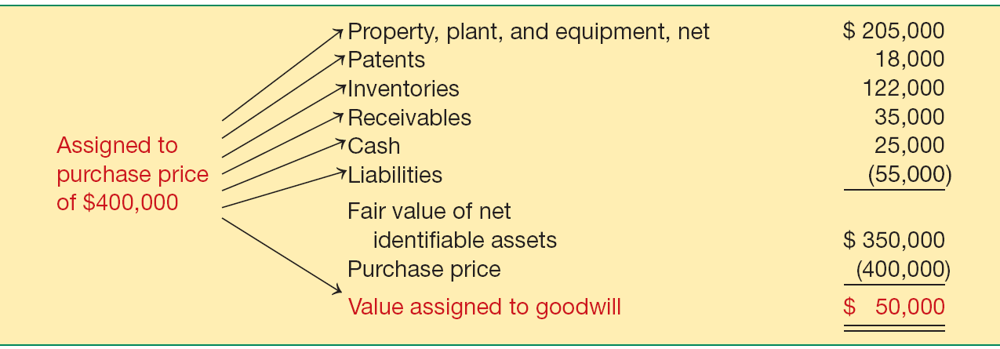 Property, plant, and equipment, net $ 205,000
Patents 18,000
Inventories 122,000
Receivables 35,000
Cash 25,000
Liabilities (55,000)
Assigned to
purchase price
of $400,000
Fair value of net
identifiable assets $ 350,000
Purchase price (400,000)
Value assigned to goodwill $ 50,000